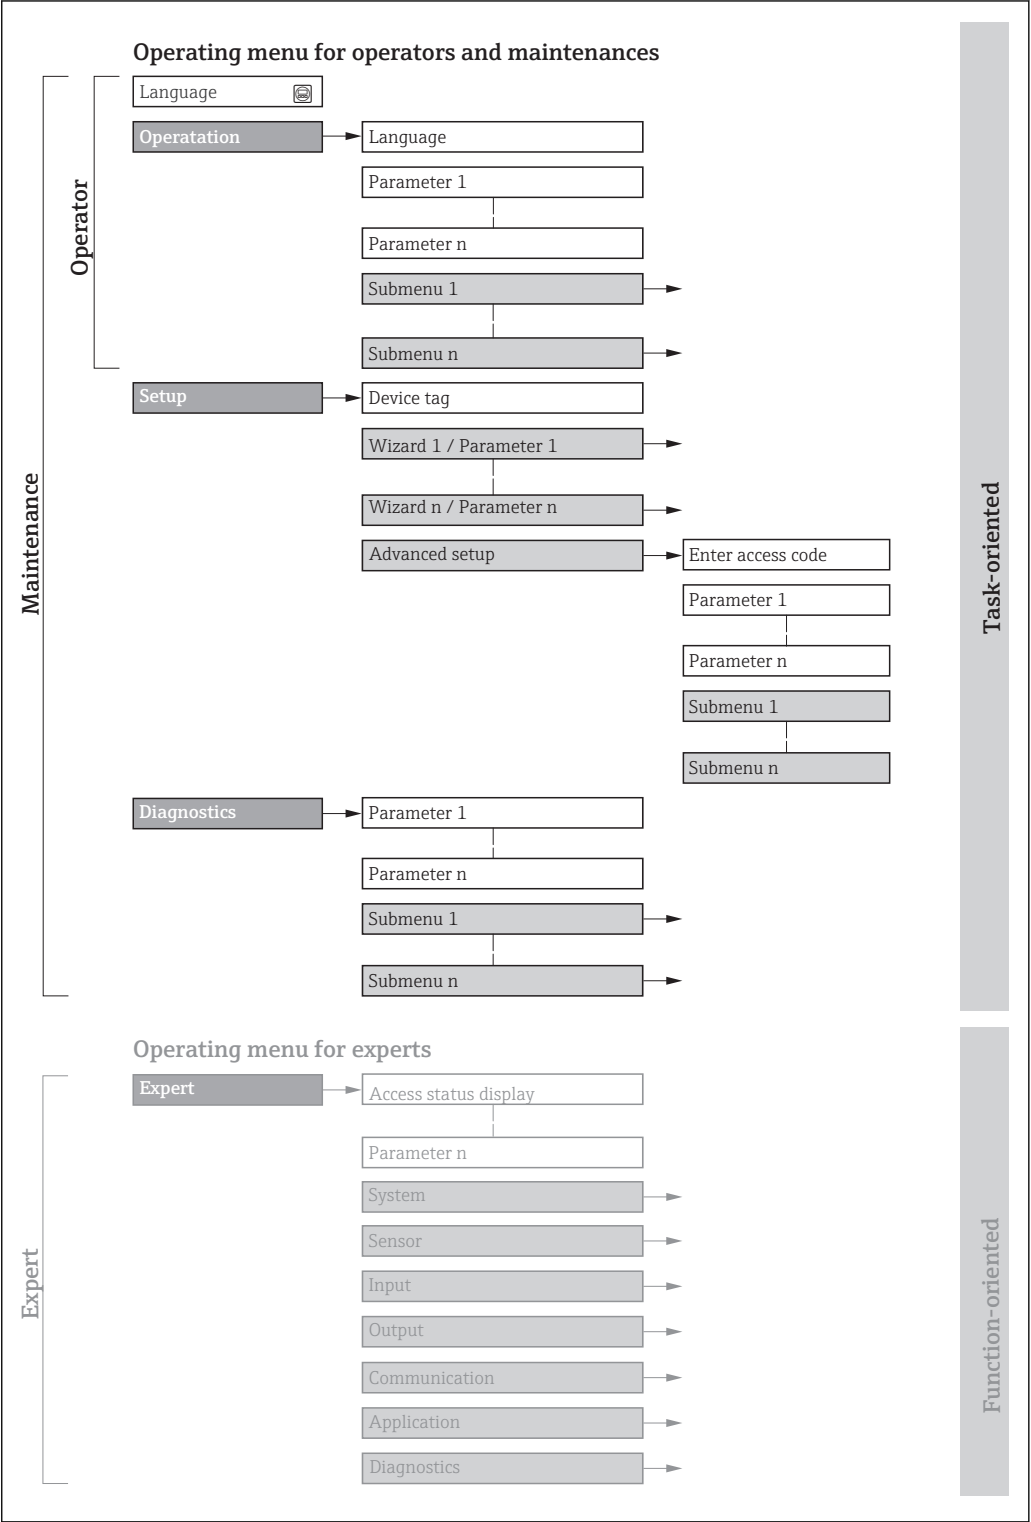 Operating menu for operators and maintenances
Language
Operatation
Language
Parameter 1
Parameter n
Submenu 1
Submenu n
Operator
Setup
Device tag
Wizard 1 / Parameter 1
Wizard n / Parameter n
Advanced setup
Enter access code
Parameter 1
Parameter n
Submenu 1
Submenu n
Maintenance
Task-oriented
Diagnostics
Parameter 1
Parameter n
Submenu 1
Submenu n
Operating menu for experts
Expert
Access status display
Parameter n
System
Sensor
Input
Output
Communication
Application
Diagnostics
Expert
Function-oriented